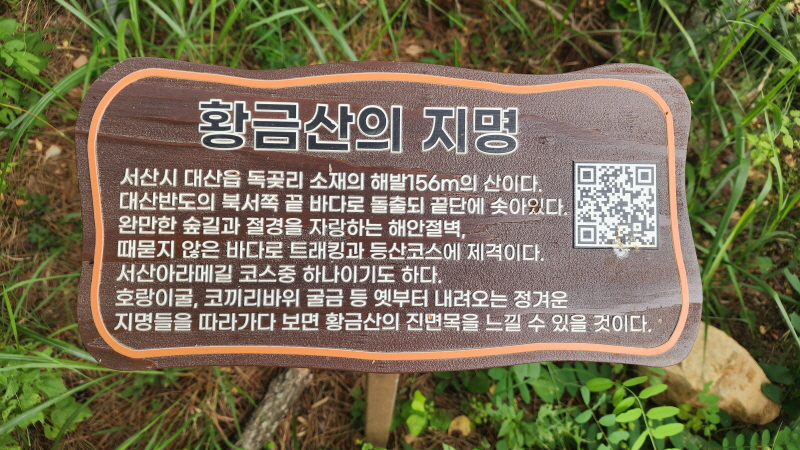 황금산의 지명
서산시 대산읍 독곶리 소재의 해발156m의 산이다.
대산반도의 북서쪽 끝 바다로 돌출되 끝단에 솟아있다.
완만한 숲길과 절경을 자랑하는 해안절벽,
때묻지 않은 바다로 트래킹과 등산코스에 제격이다.
서산아라메길 코스중 하나이기도 하다.
호랑이굴, 코끼리바위 굴금 등 옛부터 내려오는 정겨운
지명들을 따라가다 보면 황금산의 진면목을 느낄 수 있을 것이다.